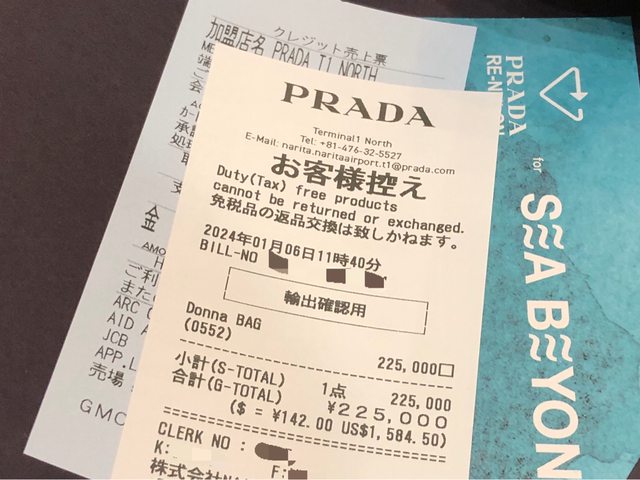 クレジット売上票
加盟店名 PRADA T1 NORTH
AMO
ご利
また
ARC
AID A
JCB
APP.L
売場
GMO
PRADA
Terminal1 North
Tel: +81-476-32-5527
E-Mail: narita.naritaairport.t1@prada.com
お客様控え
Duty(Tax) free products
cannot be returned or exchanged.
免税品の返品交換は致しかねます。
2024年01月06日11時40分
BILL-NO
輸出確認用
Donna BAG
(0552) 225,000□
小計(S-TOTAL) 1点 225,000
合計(G-TOTAL) ¥225,000
($ = ¥142.00 US$1,584.50)
CLERK NO :
K: F:
株式会社
PRADA
RE-NYLON
for
SEA BEYON